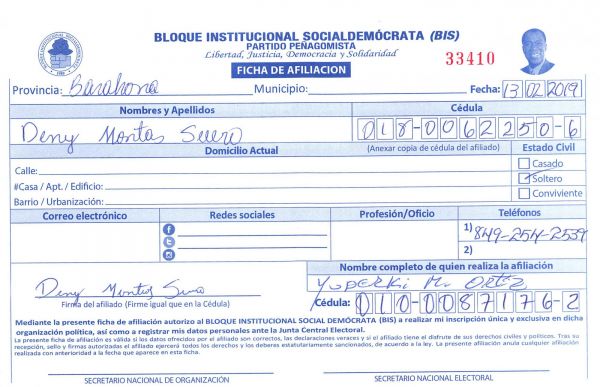 BLOQUE INSTITUCIONAL SOCIALDEMÓCRATA (BIS)
PARTIDO PEÑAGOMISTA
Libertad, Justicia, Democracia y Solidaridad
33410
FICHA DE AFILIACION
Provincia: Barahona Municipio: Fecha: 13 02 2019
Nombres y Apellidos Cédula
Deny Montas Suero 018-0062250-6
Domicilio Actual (Anexar copia de cédula del afiliado) Estado Civil
Calle: Casado
#Casa / Apt. / Edificio: Soltero
Barrio / Urbanización: Conviviente
Correo electrónico Redes sociales Profesión/Oficio Teléfonos
1) 849-254-2539
2)
Nombre completo de quien realiza la afiliación
Deny Montas Suero Yuperki M. Ortiz
Firma del afiliado (Firme igual que en la Cédula) Cédula: 010-0087176-2
Mediante la presente ficha de afiliación autorizo al BLOQUE INSTITUCIONAL SOCIAL DEMÓCRATA (BIS) a realizar mi inscripción única y exclusiva en dicha
organización política, así como a registrar mis datos personales ante la Junta Central Electoral.
La presente ficha de afiliación es válida si los datos ofrecidos por el afiliado son correctos, las declaraciones veraces y si el afiliado tiene el disfrute de sus derechos civiles y políticos. Tras su
recepción, sello y firmas autorizadas el afiliado ejercerá todos los derechos y los deberes estatutariamente sancionados, de acuerdo a la ley. La presente afiliación anula cualquier afiliación
realizada con anterioridad a la fecha que aparece en esta ficha.
SECRETARIO NACIONAL DE ORGANIZACIÓN SECRETARIO NACIONAL ELECTORAL